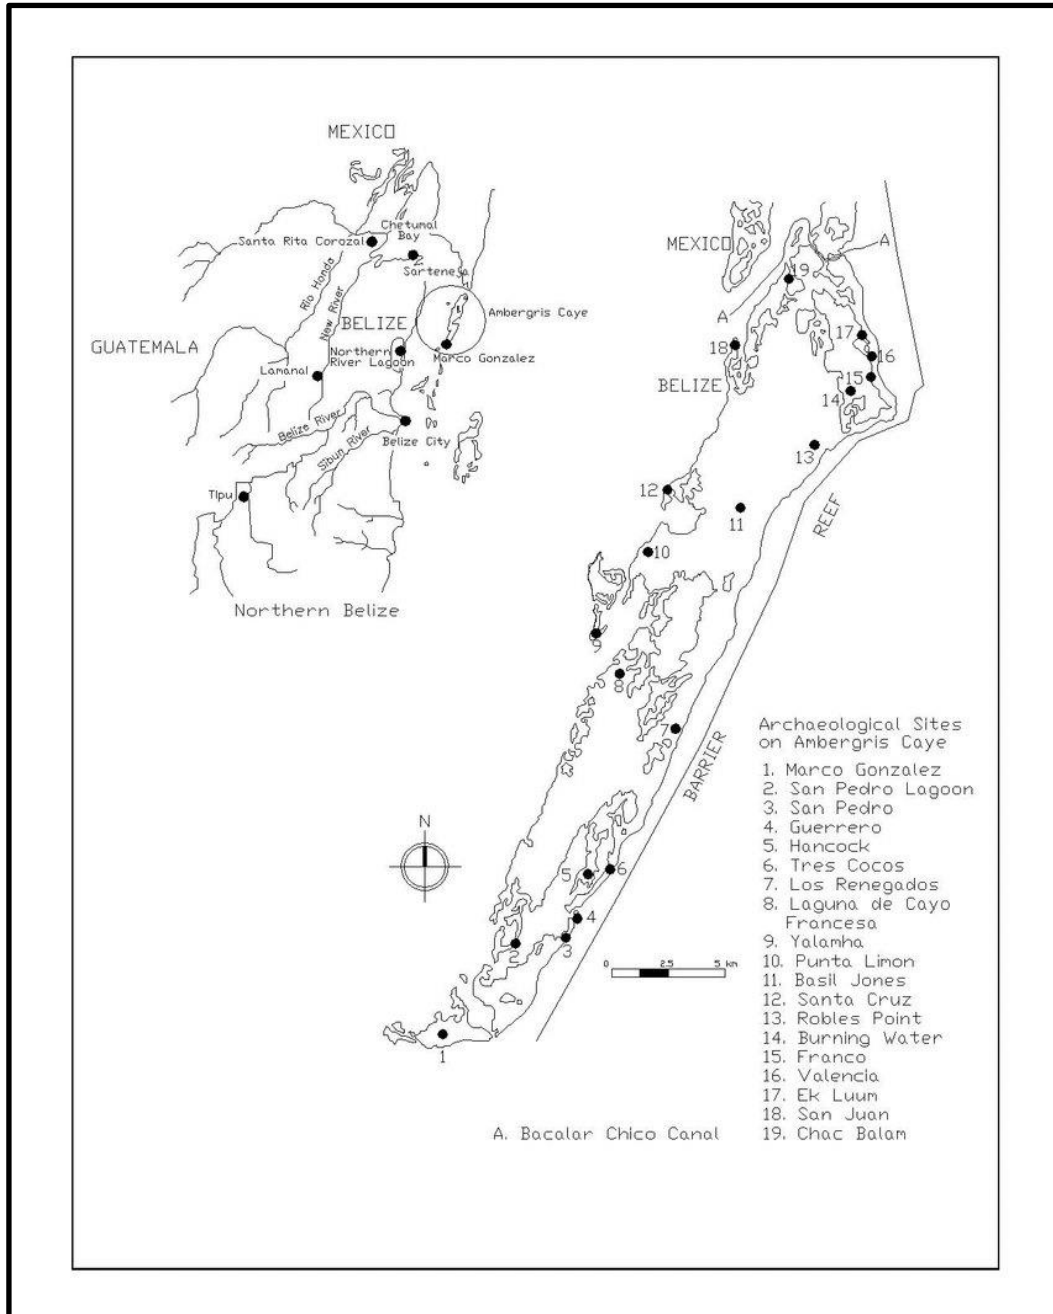 MEXICO
Chetumal
Bay
Santa Rita Corozal
Sarteneja
Rio Hondo
New River
BELIZE
Ambergris Caye
GUATEMALA
Northern
River Lagoon
Marco Gonzalez
Lamanai
Belize River
Belize City
Sibun River
Tipu
Northern Belize
MEXICO
A
A
19
17
18
16
15
BELIZE
14
13
12
11
REEF
10
9
8
7
BARRIER
N
5
6
4
3
2
1
0 2.5 5 km
Archaeological Sites
on Ambergris Caye
1. Marco Gonzalez
2. San Pedro Lagoon
3. San Pedro
4. Guerrero
5. Hancock
6. Tres Cocos
7. Los Renegados
8. Laguna de Cayo
Francesa
9. Yalamha
10. Punta Limon
11. Basil Jones
12. Santa Cruz
13. Robles Point
14. Burning Water
15. Franco
16. Valencia
17. Ek Luum
18. San Juan
19. Chac Balam
A. Bacalar Chico Canal